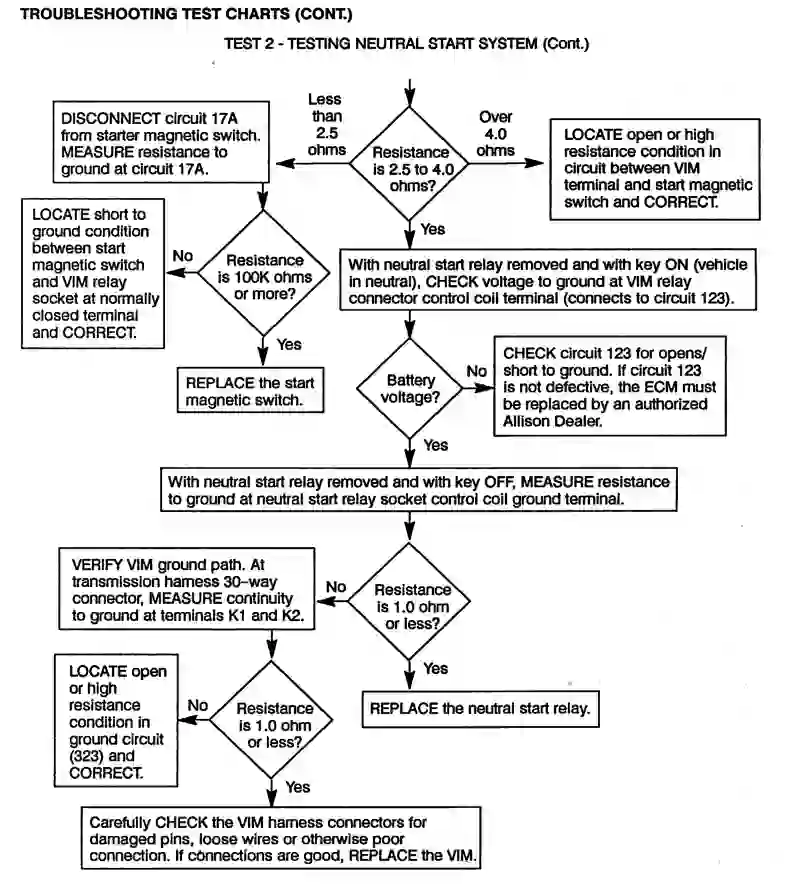 TROUBLESHOOTING TEST CHARTS (CONT.)
TEST 2 - TESTING NEUTRAL START SYSTEM (Cont.)
DISCONNECT circuit 17A
from starter magnetic switch.
MEASURE resistance to
ground at circuit 17A.
Less
than
2.5
ohms
Resistance
is 2.5 to 4.0
ohms?
Over
4.0
ohms
LOCATE open or high
resistance condition in
circuit between VIM
terminal and start magnetic
switch and CORRECT.
LOCATE short to
ground condition
between start
magnetic switch
and VIM relay
socket at normally
closed terminal
and CORRECT.
No
Resistance
is 100K ohms
or more?
Yes
REPLACE the start
magnetic switch.
Yes
With neutral start relay removed and with key ON (vehicle
in neutral), CHECK voltage to ground at VIM relay
connector control coil terminal (connects to circuit 123).
Battery
voltage?
No
CHECK circuit 123 for opens/
short to ground. If circuit 123
is not defective, the ECM must
be replaced by an authorized
Allison Dealer.
Yes
With neutral start relay removed and with key OFF, MEASURE resistance
to ground at neutral start relay socket control coil ground terminal.
VERIFY VIM ground path. At
transmission harness 30-way
connector, MEASURE continuity
to ground at terminals K1 and K2.
No
Resistance
is 1.0 ohm
or less?
Yes
REPLACE the neutral start relay.
LOCATE open
or high
resistance
condition in
ground circuit
(323) and
CORRECT.
No
Resistance
is 1.0 ohm
or less?
Yes
Carefully CHECK the VIM harness connectors for
damaged pins, loose wires or otherwise poor
connection. If connections are good, REPLACE the VIM.